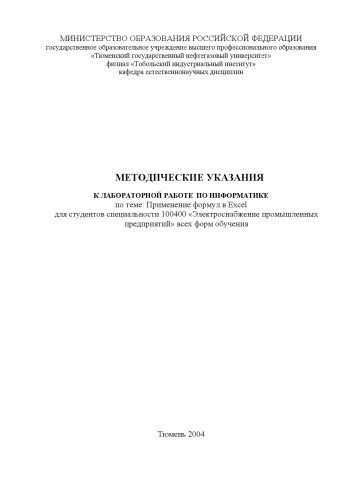 МИНИСТЕРСТВО ОБРАЗОВАНИЯ РОССИЙСКОЙ ФЕДЕРАЦИИ
государственное образовательное учреждение высшего профессионального образования
«Тюменский государственный нефтегазовый университет»
филиал «Тобольский индустриальный институт»
кафедра естественнонаучных дисциплин
МЕТОДИЧЕСКИЕ УКАЗАНИЯ
К ЛАБОРАТОРНОЙ РАБОТЕ ПО ИНФОРМАТИКЕ
по теме: Применение формул в Excel
для студентов специальности 100400 «Электроснабжение промышленных
предприятий» всех форм обучения
Тюмень 2004